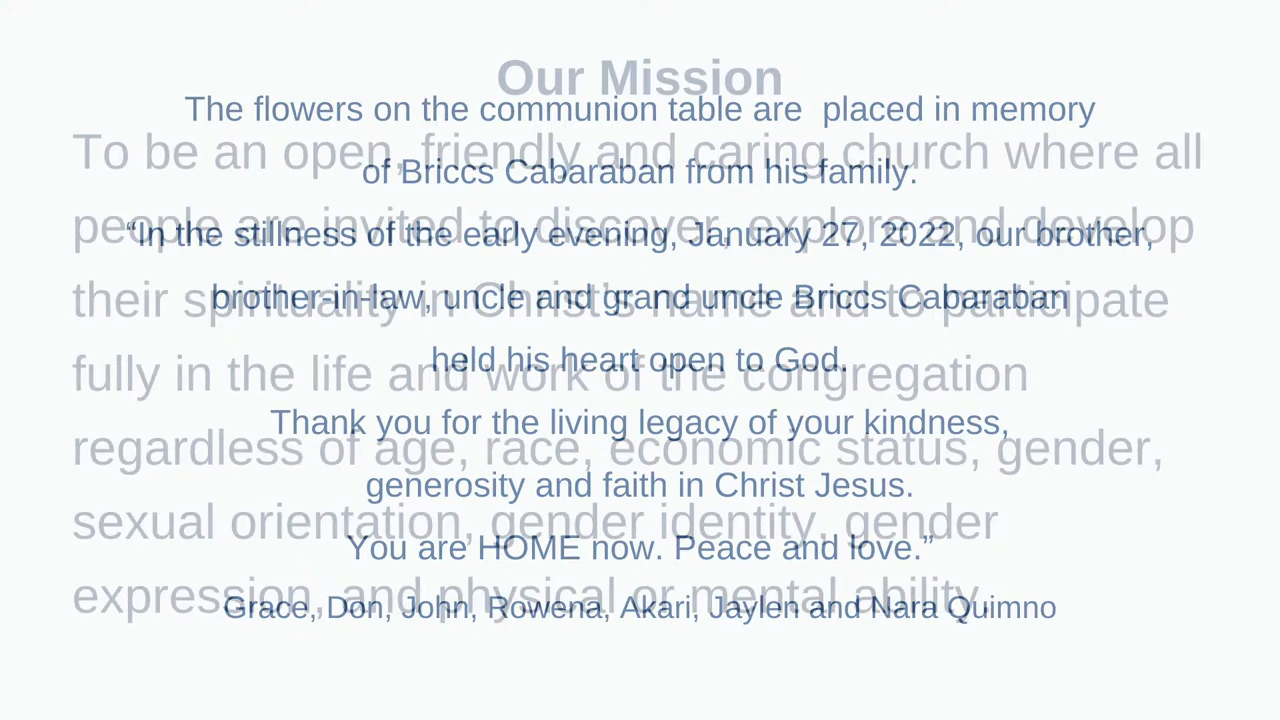 Our Mission
To be an open, friendly and caring church where all
people are invited to discover, explore and develop
their spirituality in Christ's name and to participate
fully in the life and work of the congregation
regardless of age, race, economic status, gender,
sexual orientation, gender identity, gender
expression, and physical or mental ability.
The flowers on the communion table are  placed in memory
of Briccs Cabaraban from his family.
“In the stillness of the early evening, January 27, 2022, our brother,
brother-in-law, uncle and grand uncle Briccs Cabaraban
held his heart open to God.
Thank you for the living legacy of your kindness,
generosity and faith in Christ Jesus.
You are HOME now. Peace and love.”
Grace, Don, John, Rowena, Akari, Jaylen and Nara Quimno